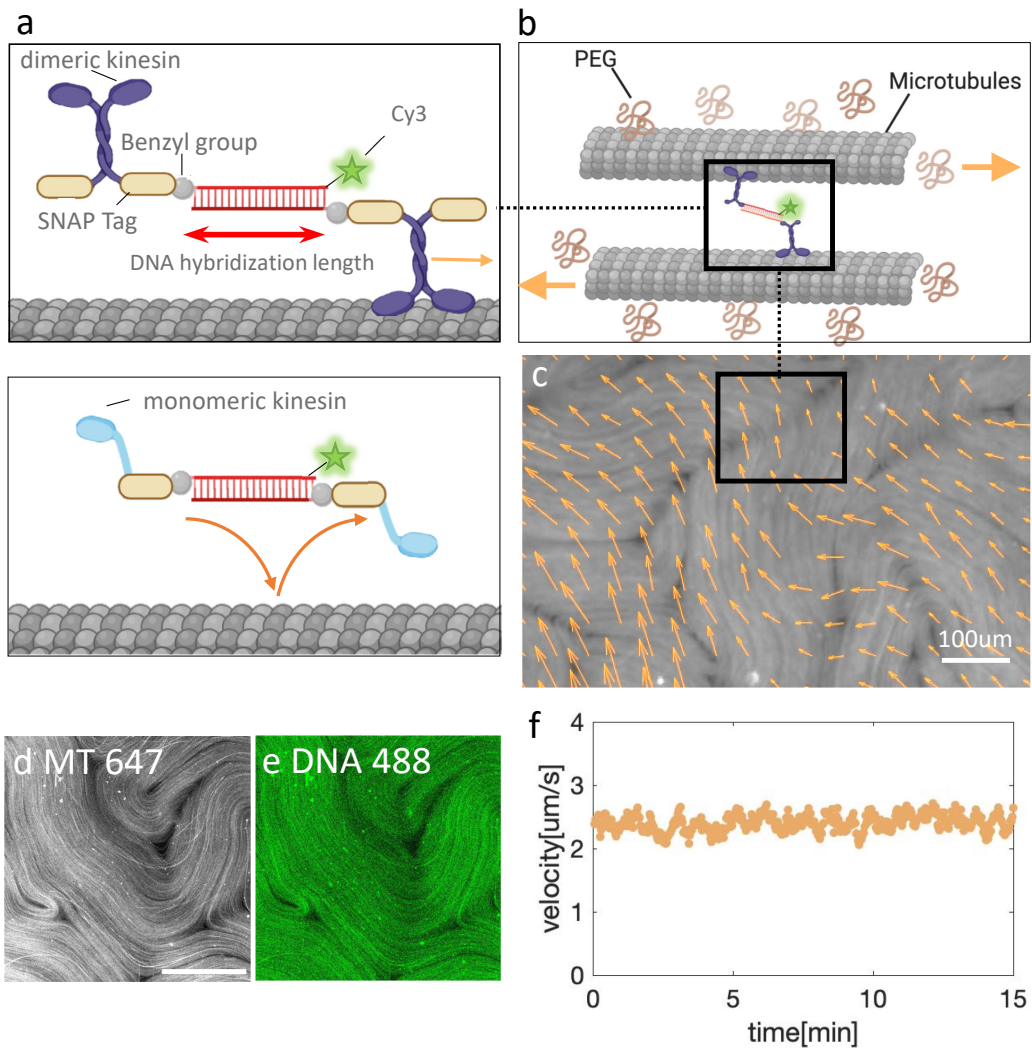 a
dimeric kinesin
Benzyl group
Cy3
SNAP Tag
DNA hybridization length
monomeric kinesin
b
PEG
Microtubules
c
100um
d MT 647
e DNA 488
f
4
3
2
1
0
velocity[um/s]
0
5
10
15
time[min]